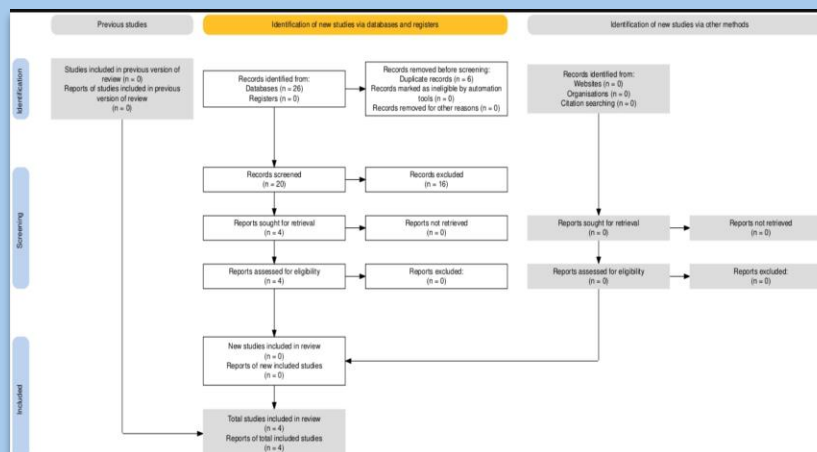 Previous studies
Identification of new studies via databases and registers
Identification of new studies via other methods
Identification
Studies included in previous version of
review (n = 0)
Reports of studies included in previous
version of review
(n = 0)
Records identified from:
Databases (n = 26)
Registers (n = 0)
Records removed before screening:
Duplicate records (n = 6)
Records marked as ineligible by automation
tools (n = 0)
Records removed for other reasons (n = 0)
Records identified from:
Websites (n = 0)
Organisations (n = 0)
Citation searching (n = 0)
Screening
Records screened
(n = 20)
Records excluded
(n = 16)
Reports sought for retrieval
(n = 4)
Reports not retrieved
(n = 0)
Reports sought for retrieval
(n = 0)
Reports not retrieved
(n = 0)
Reports assessed for eligibility
(n = 4)
Reports excluded:
(n = 0)
Reports assessed for eligibility
(n = 0)
Reports excluded:
(n = 0)
Included
New studies included in review
(n = 0)
Reports of new included studies
(n = 0)
Total studies included in review
(n = 4)
Reports of total included studies
(n = 4)